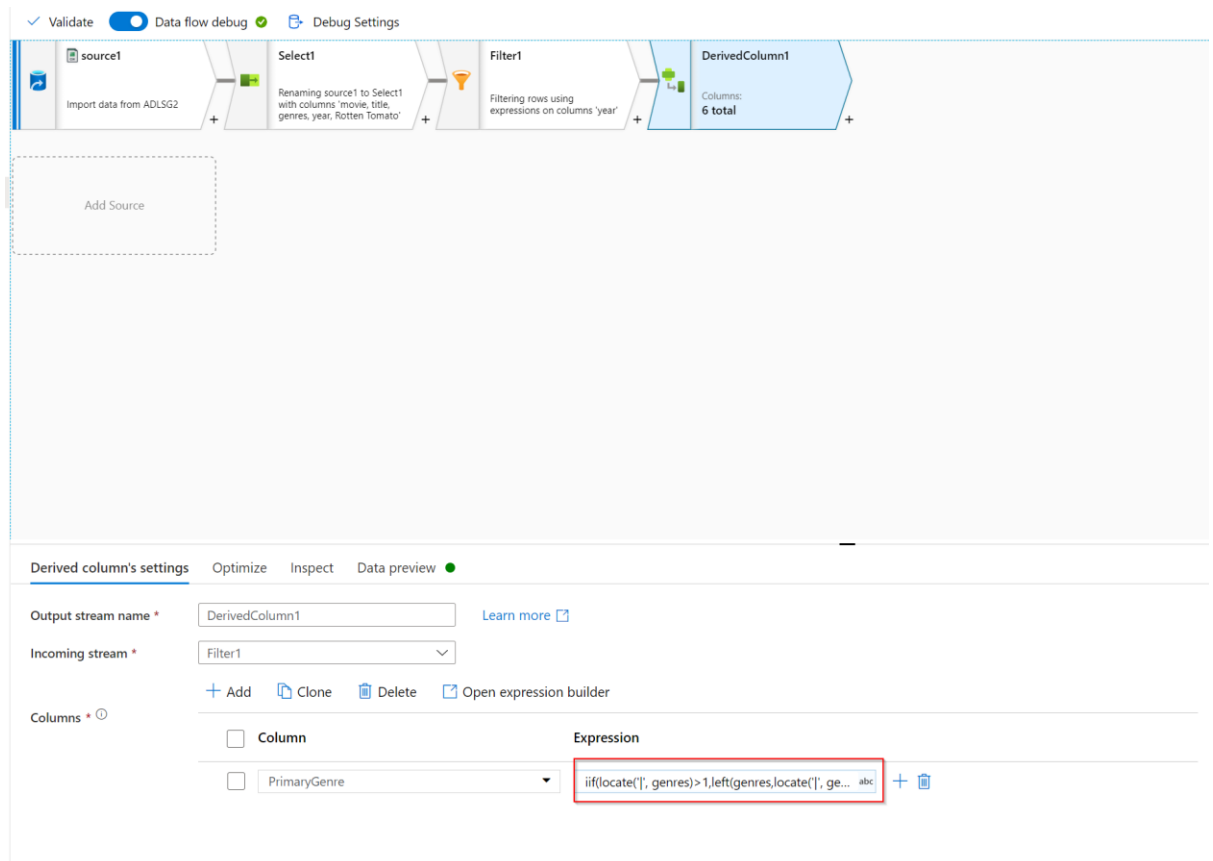 Validate Data flow debug Debug Settings
source1 Select1 Filter1 DerivedColumn1
Import data from ADLSG2
Renaming source1 to Select1
with columns 'movie, title,
genres, year, Rotten Tomato'
Filtering rows using
expressions on columns 'year'
Columns:
6 total
+ + + +
Add Source
Derived column's settings Optimize Inspect Data preview
Output stream name * DerivedColumn1 Learn more
Incoming stream * Filter1
+ Add Clone Delete Open expression builder
Columns *
Column Expression
PrimaryGenre iif(locate('|', genres)>1,left(genres,locate('|', ge... abc +